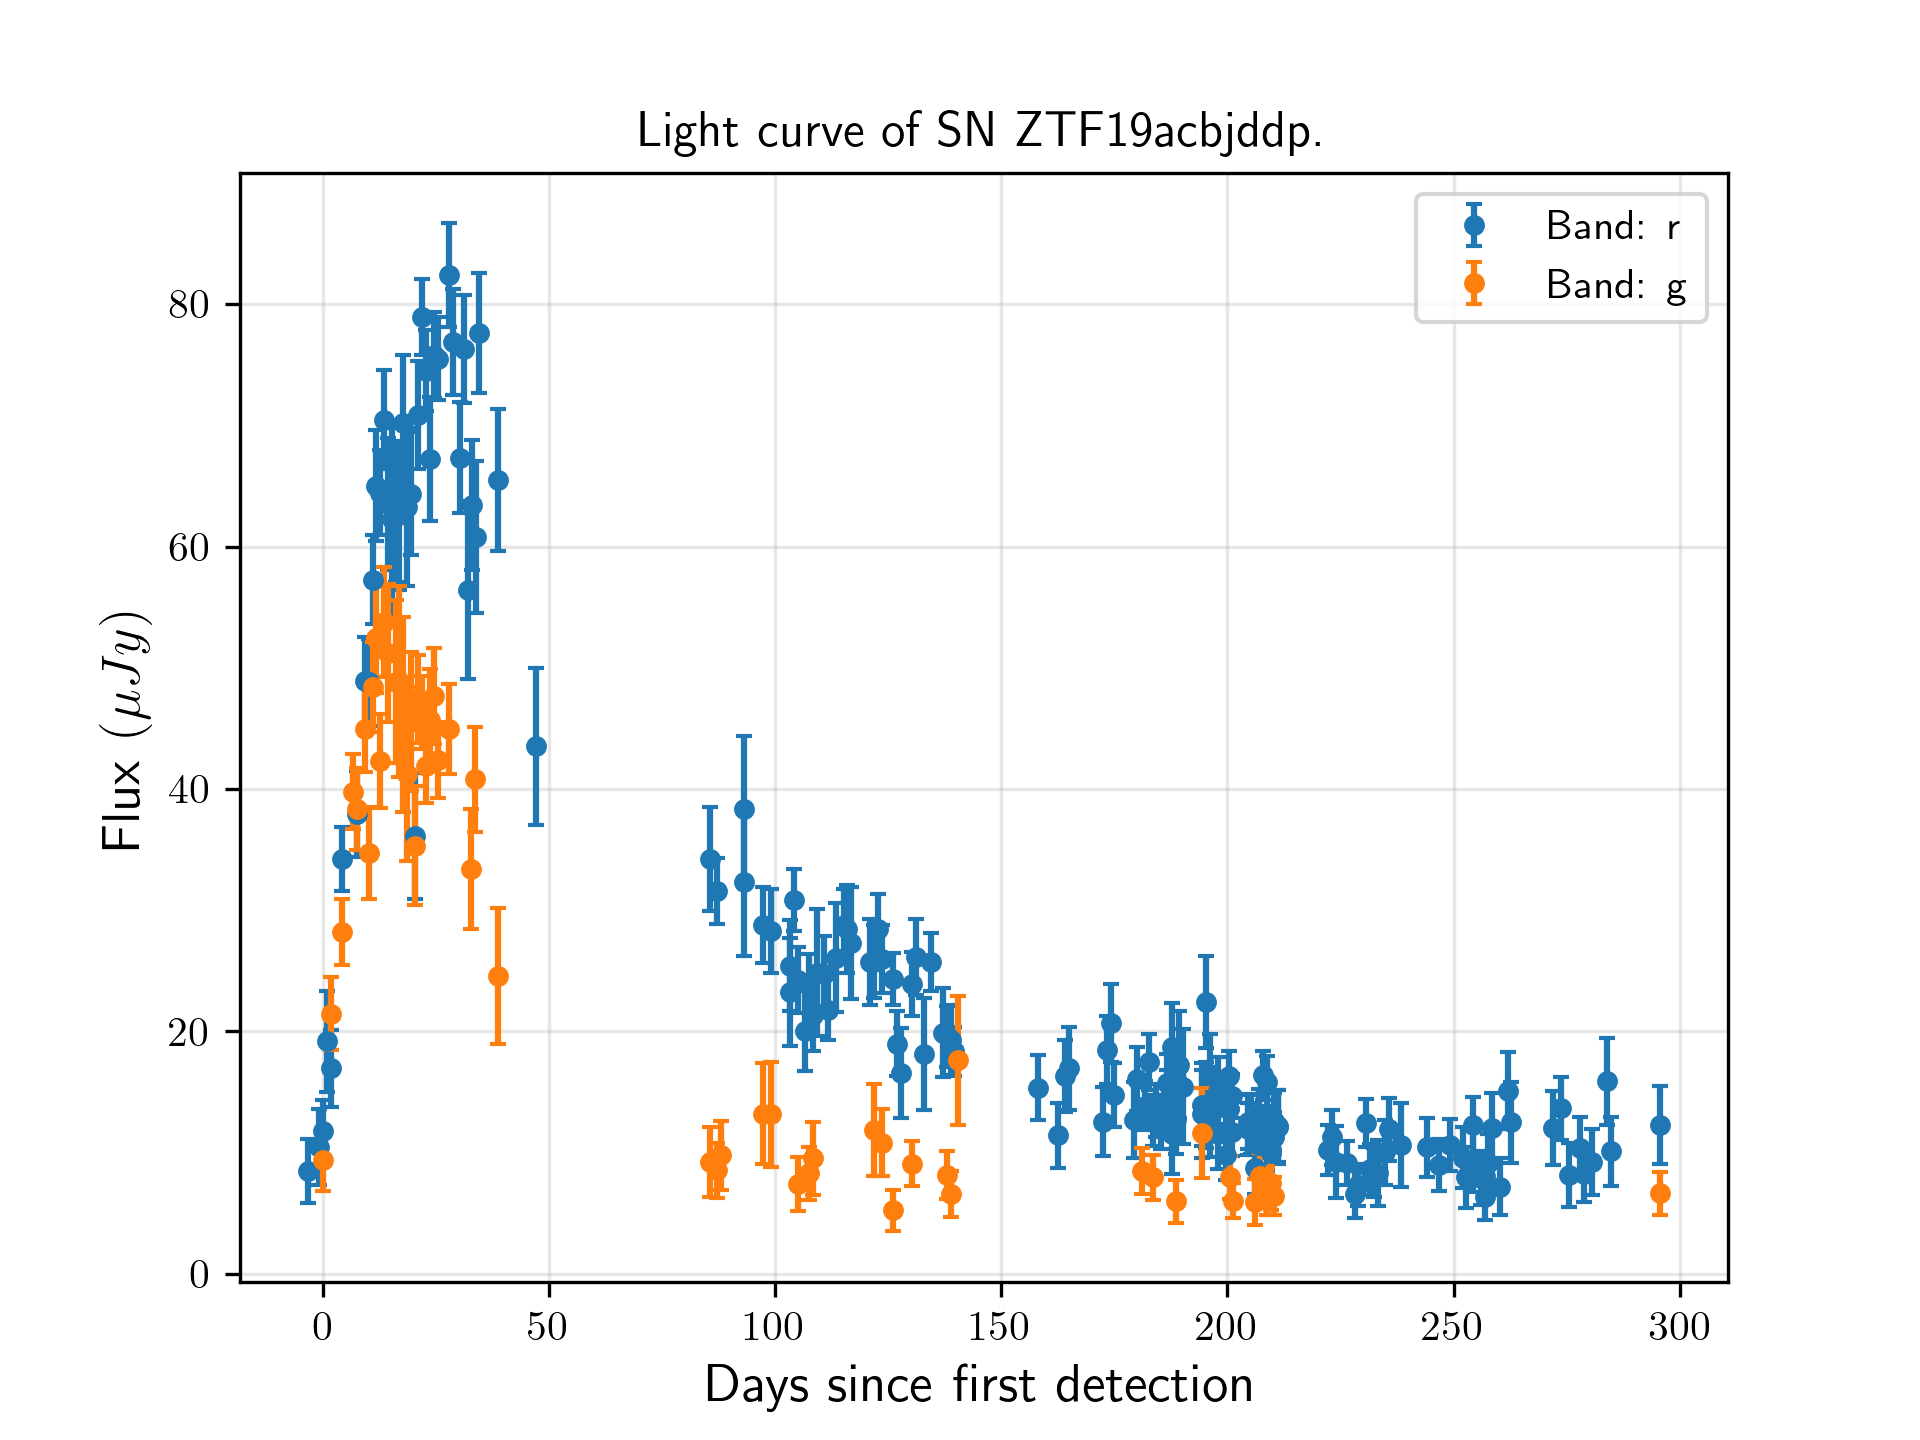 Light curve of SN ZTF19acbjddp.
Band: r
Band: g
Flux (μJy)
80
60
40
20
0
0 50 100 150 200 250 300
Days since first detection